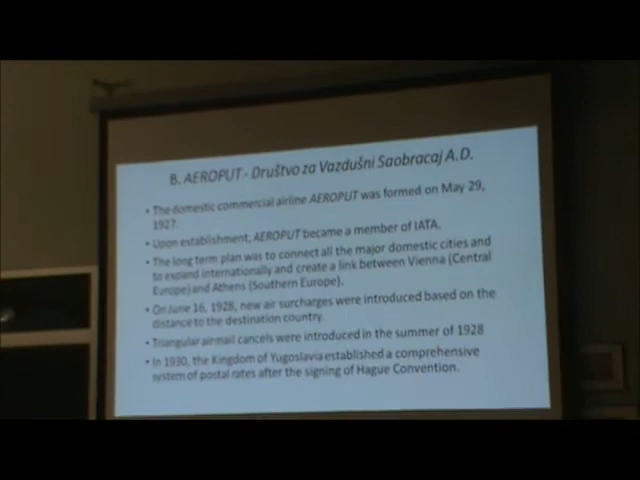 B. AEROPUT - Društvo za Vazdušni Saobracaj A.D.
• The domestic commercial airline AEROPUT was formed on May 29,
1927.
• Upon establishment, AEROPUT became a member of IATA.
• The long term plan was to connect all the major domestic cities and
to expand internationally and create a link between Vienna (Central
Europe) and Athens (Southern Europe).
• On June 16, 1928, new air surcharges were introduced based on the
distance to the destination country.
• Triangular airmail cancels were introduced in the summer of 1928
• In 1930, the Kingdom of Yugoslavia established a comprehensive
system of postal rates after the signing of Hague Convention.